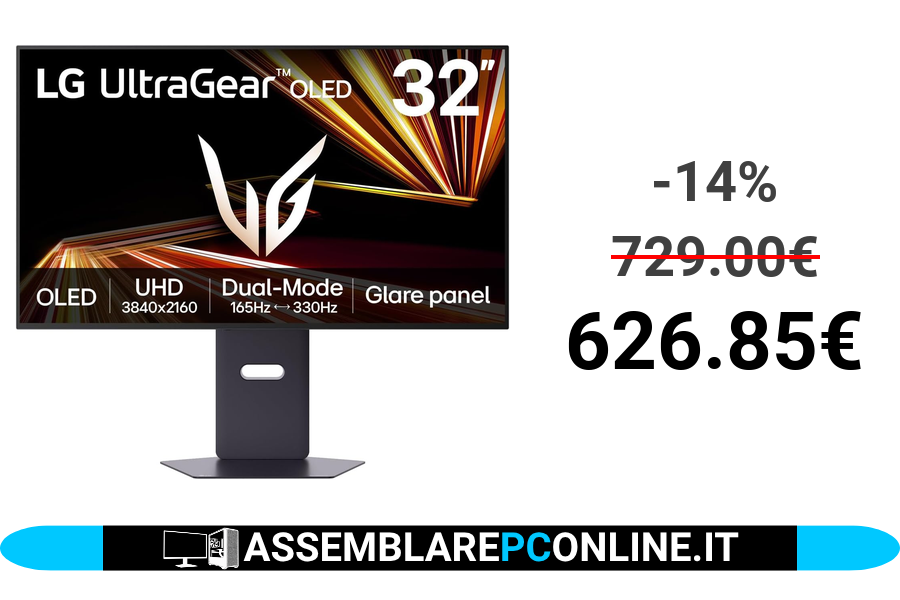 LG UltraGear™ OLED 32"
OLED
UHD
3840x2160
Dual-Mode
165Hz ↔ 330Hz
Glare panel
-14%
729.00€
626.85€
ASSEMBLAREPCONLINE.IT